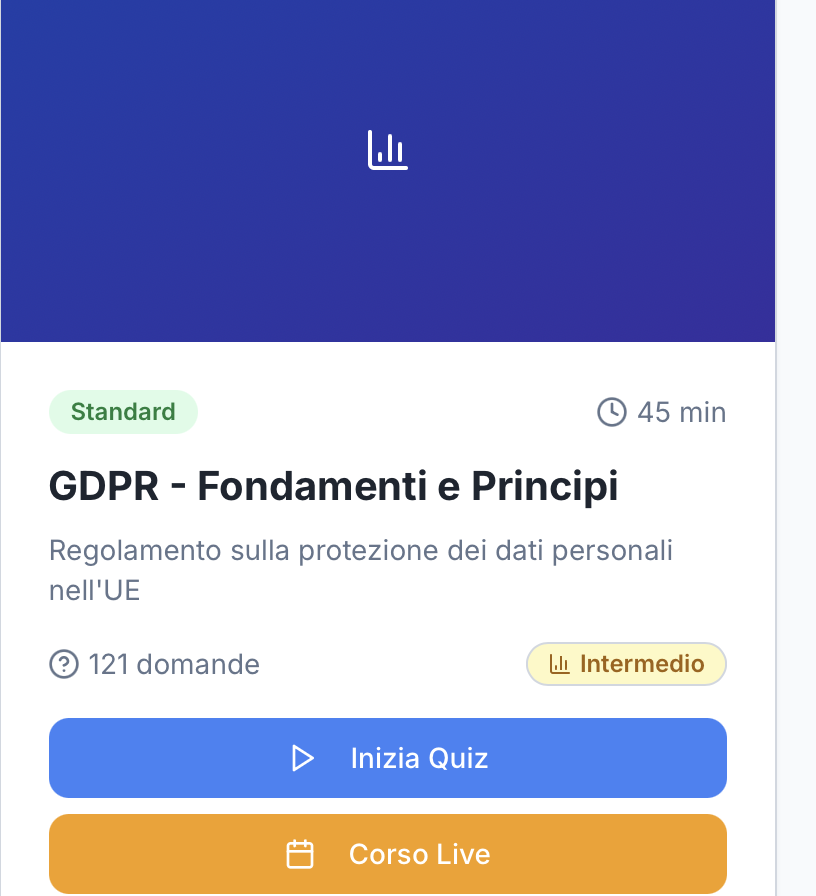 Standard
45 min
GDPR - Fondamenti e Principi
Regolamento sulla protezione dei dati personali
nell'UE
121 domande
Intermedio
Inizia Quiz
Corso Live